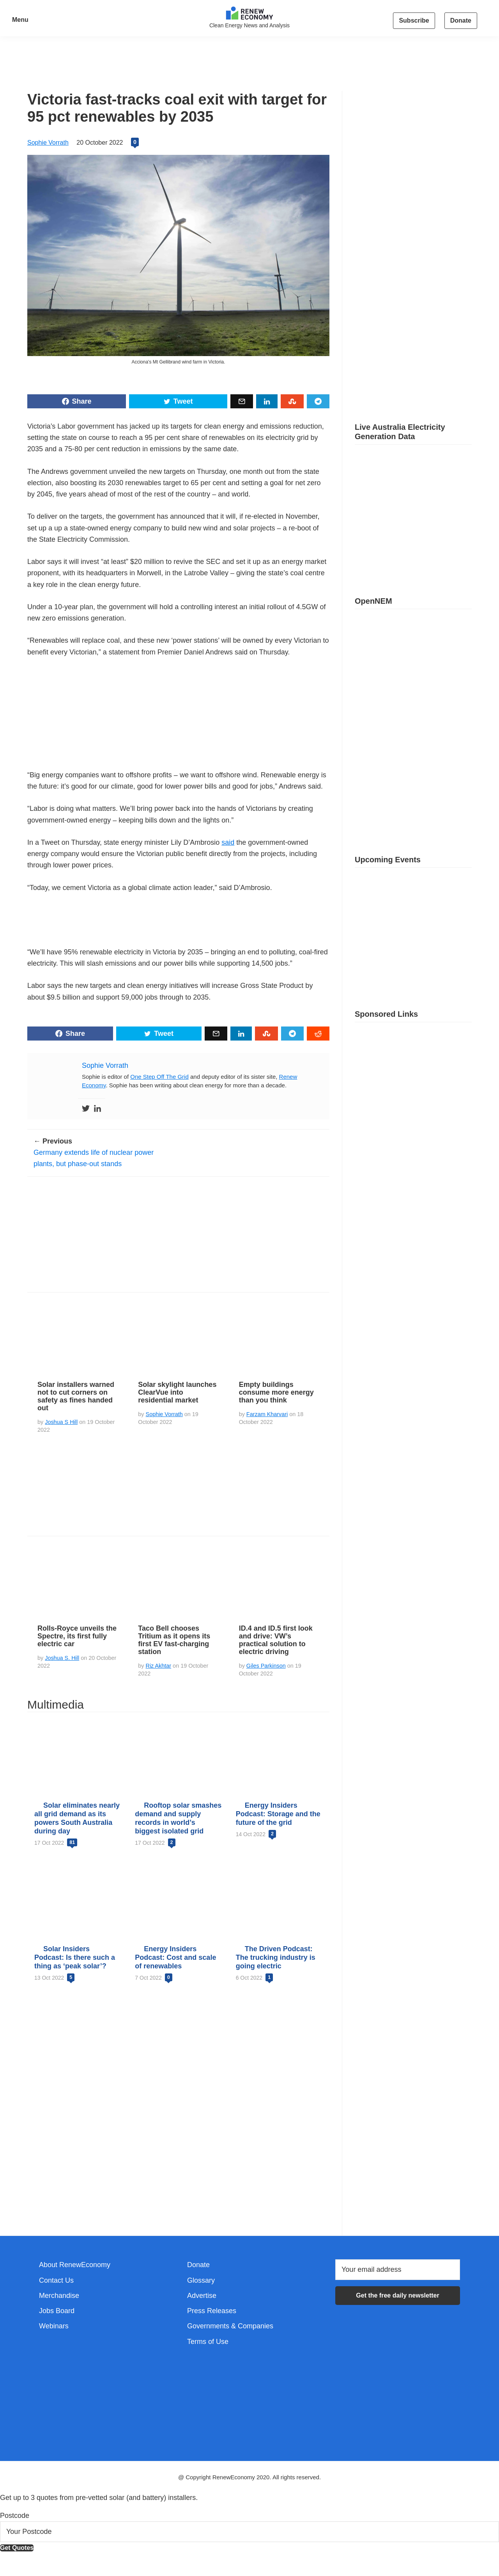 Menu
RENEW
ECONOMY
Clean Energy News and Analysis
Subscribe
Donate
Victoria fast-tracks coal exit with target for
95 pct renewables by 2035
Sophie Vorrath 20 October 2022 0
Acciona's Mt Gellibrand wind farm in Victoria.
Share
Tweet
Victoria's Labor government has jacked up its targets for clean energy and emissions reduction,
setting the state on course to reach a 95 per cent share of renewables on its electricity grid by
2035 and a 75-80 per cent reduction in emissions by the same date.
The Andrews government unveiled the new targets on Thursday, one month out from the state
election, also boosting its 2030 renewables target to 65 per cent and setting a goal for net zero
by 2045, five years ahead of most of the rest of the country – and world.
To deliver on the targets, the government has announced that it will, if re-elected in November,
set up a up a state-owned energy company to build new wind and solar projects – a re-boot of
the State Electricity Commission.
Labor says it will invest “at least” $20 million to revive the SEC and set it up as an energy market
proponent, with its headquarters in Morwell, in the Latrobe Valley – giving the state's coal centre
a key role in the clean energy future.
Under a 10-year plan, the government will hold a controlling interest an initial rollout of 4.5GW of
new zero emissions generation.
“Renewables will replace coal, and these new ‘power stations’ will be owned by every Victorian to
benefit every Victorian,” a statement from Premier Daniel Andrews said on Thursday.
“Big energy companies want to offshore profits – we want to offshore wind. Renewable energy is
the future: it's good for our climate, good for lower power bills and good for jobs,” Andrews said.
“Labor is doing what matters. We'll bring power back into the hands of Victorians by creating
government-owned energy – keeping bills down and the lights on.”
In a Tweet on Thursday, state energy minister Lily D'Ambrosio said the government-owned
energy company would ensure the Victorian public benefit directly from the projects, including
through lower power prices.
“Today, we cement Victoria as a global climate action leader,” said D'Ambrosio.
“We'll have 95% renewable electricity in Victoria by 2035 – bringing an end to polluting, coal-fired
electricity. This will slash emissions and our power bills while supporting 14,500 jobs.”
Labor says the new targets and clean energy initiatives will increase Gross State Product by
about $9.5 billion and support 59,000 jobs through to 2035.
Share
Tweet
Sophie Vorrath
Sophie is editor of One Step Off The Grid and deputy editor of its sister site, Renew
Economy. Sophie has been writing about clean energy for more than a decade.
← Previous
Germany extends life of nuclear power
plants, but phase-out stands
Solar installers warned
not to cut corners on
safety as fines handed
out
by Joshua S Hill on 19 October
2022
Solar skylight launches
ClearVue into
residential market
by Sophie Vorrath on 19
October 2022
Empty buildings
consume more energy
than you think
by Farzam Kharvari on 18
October 2022
Rolls-Royce unveils the
Spectre, its first fully
electric car
by Joshua. S. Hill on 20 October
2022
Taco Bell chooses
Tritium as it opens its
first EV fast-charging
station
by Riz Akhtar on 19 October
2022
ID.4 and ID.5 first look
and drive: VW's
practical solution to
electric driving
by Giles Parkinson on 19
October 2022
Multimedia
Solar eliminates nearly
all grid demand as its
powers South Australia
during day
17 Oct 2022 41
Rooftop solar smashes
demand and supply
records in world's
biggest isolated grid
17 Oct 2022 2
Energy Insiders
Podcast: Storage and the
future of the grid
14 Oct 2022 2
Solar Insiders
Podcast: Is there such a
thing as ‘peak solar’?
13 Oct 2022
Energy Insiders
Podcast: Cost and scale
of renewables
7 Oct 2022 0
The Driven Podcast:
The trucking industry is
going electric
6 Oct 2022 1
Live Australia Electricity
Generation Data
OpenNEM
Upcoming Events
Sponsored Links
About RenewEconomy
Contact Us
Merchandise
Jobs Board
Webinars
Donate
Glossary
Advertise
Press Releases
Governments & Companies
Terms of Use
Your email address
Get the free daily newsletter
@ Copyright RenewEconomy 2020. All rights reserved.
Get up to 3 quotes from pre-vetted solar (and battery) installers.
Postcode
Your Postcode
Get Quotes